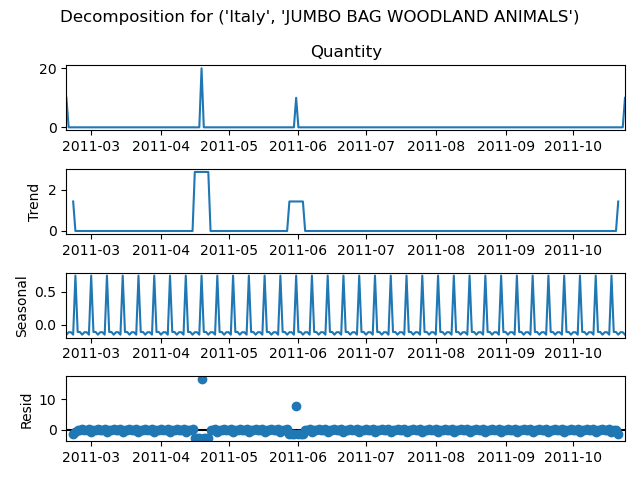 Decomposition for ('Italy', 'JUMBO BAG WOODLAND ANIMALS')
Quantity
20
0
2011-03 2011-04 2011-05 2011-06 2011-07 2011-08 2011-09 2011-10
Trend
2
0
2011-03 2011-04 2011-05 2011-06 2011-07 2011-08 2011-09 2011-10
Seasonal
0.5
0.0
2011-03 2011-04 2011-05 2011-06 2011-07 2011-08 2011-09 2011-10
Resid
10
0
2011-03 2011-04 2011-05 2011-06 2011-07 2011-08 2011-09 2011-10